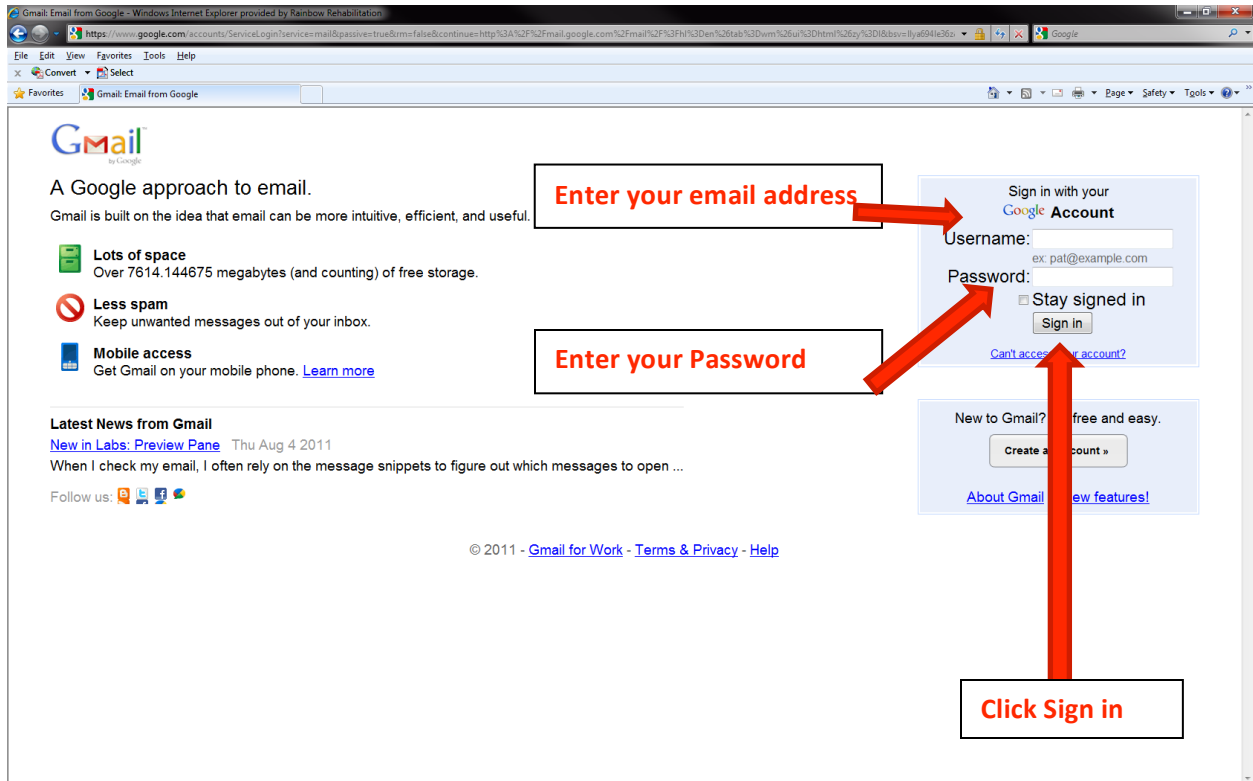 Gmail: Email from Google - Windows Internet Explorer provided by Rainbow Rehabilitation
Google
File Edit View Favorites Tools Help
x Convert Select
Favorites Gmail: Email from Google Page Safety Tools
Gmail
by Google
A Google approach to email.
Gmail is built on the idea that email can be more intuitive, efficient, and useful.
Lots of space
Over 7614.144675 megabytes (and counting) of free storage.
Less spam
Keep unwanted messages out of your inbox.
Mobile access
Get Gmail on your mobile phone. Learn more
Latest News from Gmail
New in Labs: Preview Pane Thu Aug 4 2011
When I check my email, I often rely on the message snippets to figure out which messages to open ...
Follow us:
Enter your email address
Enter your Password
Sign in with your
Google Account
Username:
ex: pat@example.com
Password:
Stay signed in
Sign in
Can't account?
New to Gmail? free and easy.
Create
About Gmail features!
Click Sign in
© 2011 - Gmail for Work - Terms & Privacy - Help